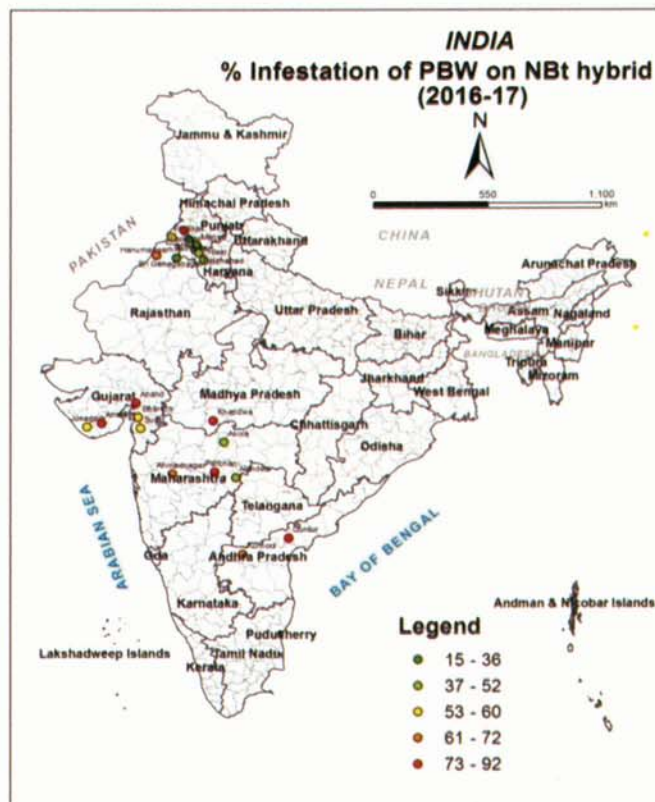 INDIA
% Infestation of PBW on NBt hybrid
(2016-17)
N
0 550 1,100
km
Jammu & Kashmir
Himachal Pradesh
Punjab
Uttarakhand
Haryana
PAKISTAN
CHINA
NEPAL
BHUTAN
BANGLADESH
Arunachal Pradesh
Sikkim
Assam
Nagaland
Meghalaya
Manipur
Tripura
Mizoram
Rajasthan
Uttar Pradesh
Bihar
Jharkhand
West Bengal
Gujarat
Anand
Madhya Pradesh
Khandwa
Chhattisgarh
Odisha
Akola
Maharashtra
Telangana
Guntur
Andhra Pradesh
Goa
Karnataka
Puducherry
Tamil Nadu
Kerala
Lakshadweep Islands
Andman & Nicobar Islands
ARABIAN SEA
BAY OF BENGAL
Legend
15 - 36
37 - 52
53 - 60
61 - 72
73 - 92